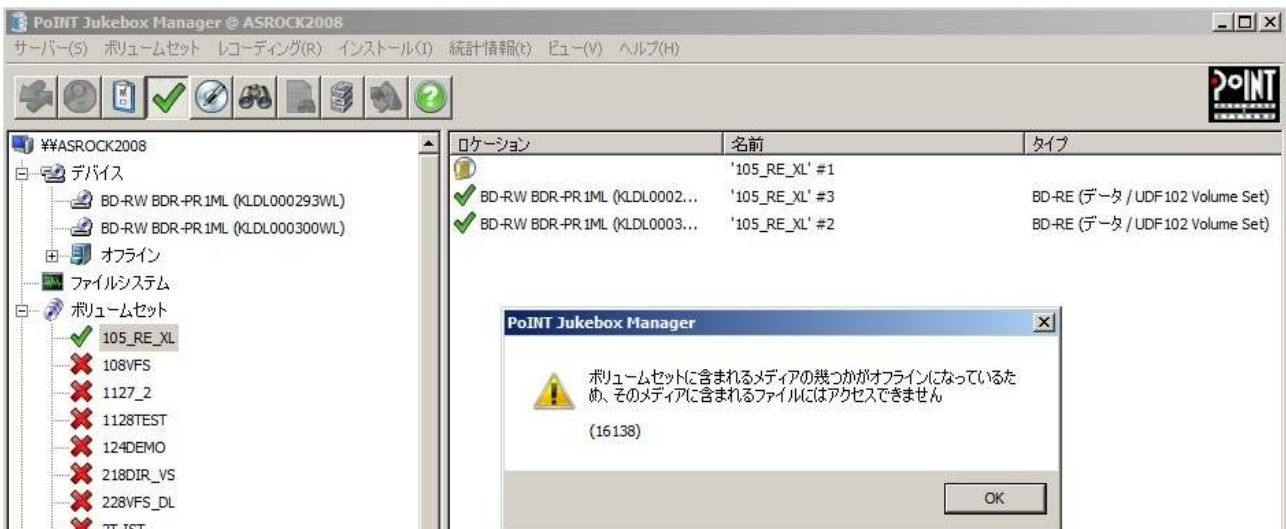 PoINT Jukebox Manager @ ASROCK2008
サーバー(S) ボリュームセット レコーディング(R) インストール(I) 統計情報(t) ビュー(V) ヘルプ(H)
PoINT
¥¥ASROCK2008
デバイス
BD-RW BDR-PR1ML (KLDL000293WL)
BD-RW BDR-PR1ML (KLDL000300WL)
オフライン
ファイルシステム
ボリュームセット
105_RE_XL
108VFS
1127_2
1128TEST
124DEMO
218DIR_VS
228VFS_DL
ロケーション 名前 タイプ
'105_RE_XL' #1
BD-RW BDR-PR1ML (KLDL0002... '105_RE_XL' #3 BD-RE (データ / UDF102 Volume Set)
BD-RW BDR-PR1ML (KLDL0003... '105_RE_XL' #2 BD-RE (データ / UDF102 Volume Set)
PoINT Jukebox Manager
ボリュームセットに含まれるメディアの幾つかがオフラインになっているた
め、そのメディアに含まれるファイルにはアクセスできません
(16138)
OK